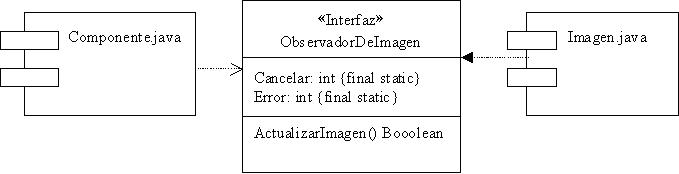 Componente.java
«Interfaz»
ObservadorDeImagen
Cancelar: int {final static}
Error: int {final static}
ActualizarImagen() Booolean
Imagen.java